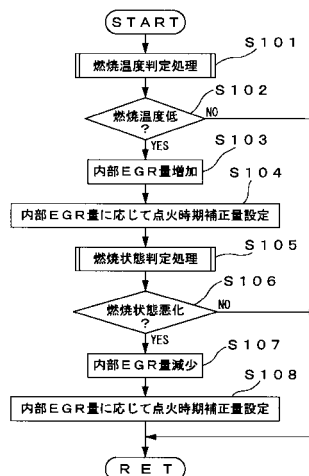 START
S101
燃焼温度判定処理
S102
燃焼温度低
?
NO
YES
S103
内部EGR量増加
S104
内部EGR量に応じて点火時期補正量設定
S105
燃焼状態判定処理
S106
燃焼状態悪化
?
NO
YES
S107
内部EGR量減少
S108
内部EGR量に応じて点火時期補正量設定
RET